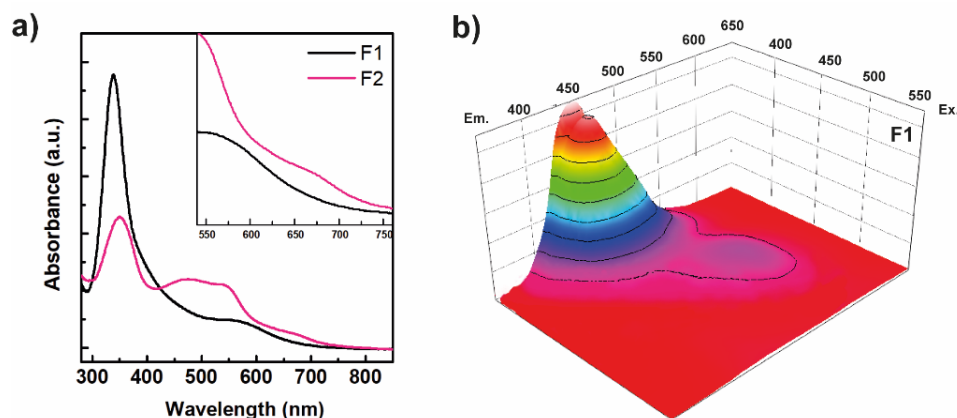 a)
Absorbance (a.u.)
F1
F2
550 600 650 700 750
300 400 500 600 700 800
Wavelength (nm)
b)
Em.
400 450 500 550 600 650
400 450 500 550
Ex.
F1